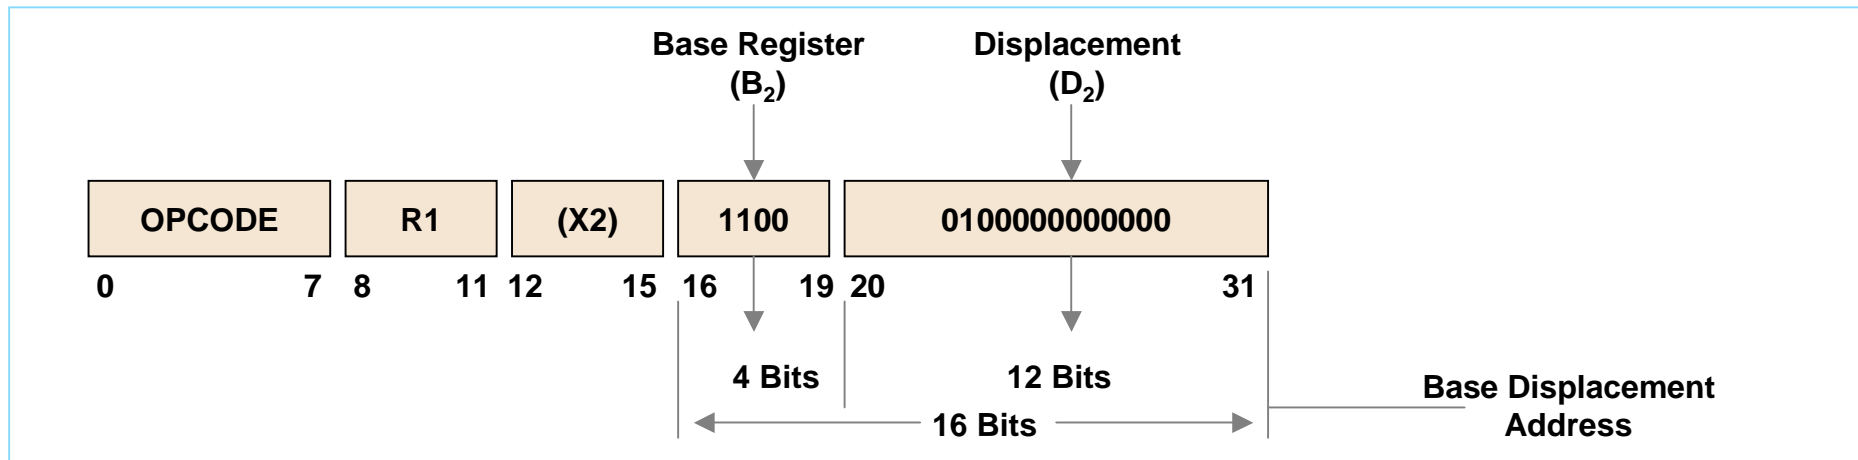 Base Register
(B₂)
Displacement
(D₂)
OPCODE
R1
(X2)
1100
0100000000000
0 7 8 11 12 15 16 19 20 31
4 Bits
12 Bits
16 Bits
Base Displacement
Address